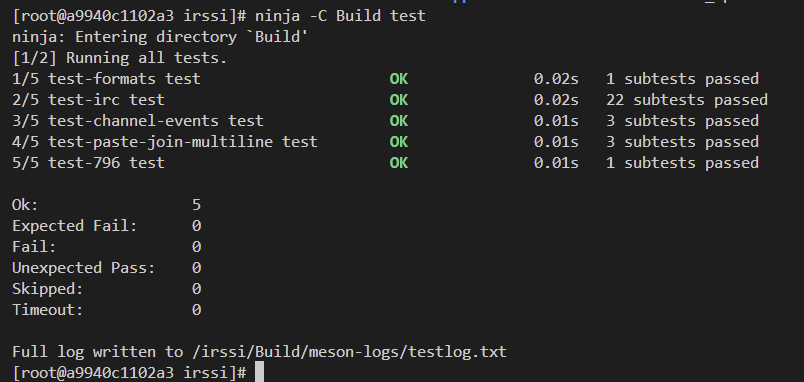 [root@a9940c1102a3 irssi]# ninja -C Build test
ninja: Entering directory `Build'
[1/2] Running all tests.
1/5 test-formats test                     OK              0.02s   1 subtests passed
2/5 test-irc test                         OK              0.02s   22 subtests passed
3/5 test-channel-events test              OK              0.01s   3 subtests passed
4/5 test-paste-join-multiline test        OK              0.01s   3 subtests passed
5/5 test-796 test                         OK              0.01s   1 subtests passed

Ok:                 5
Expected Fail:      0
Fail:               0
Unexpected Pass:    0
Skipped:            0
Timeout:            0

Full log written to /irssi/Build/meson-logs/testlog.txt
[root@a9940c1102a3 irssi]#